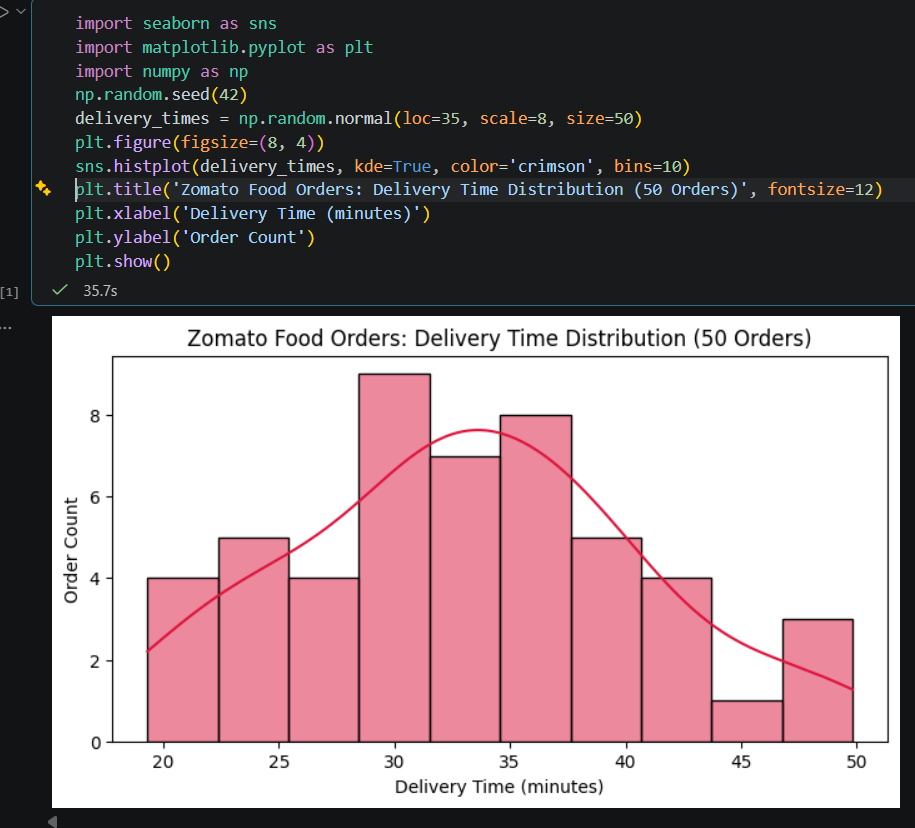 import seaborn as sns
import matplotlib.pyplot as plt
import numpy as np
np.random.seed(42)
delivery_times = np.random.normal(loc=35, scale=8, size=50)
plt.figure(figsize=(8, 4))
sns.histplot(delivery_times, kde=True, color='crimson', bins=10)
plt.title('Zomato Food Orders: Delivery Time Distribution (50 Orders)', fontsize=12)
plt.xlabel('Delivery Time (minutes)')
plt.ylabel('Order Count')
plt.show()
[1]
35.7s
...
Zomato Food Orders: Delivery Time Distribution (50 Orders)
Order Count
8
6
4
2
0
20 25 30 35 40 45 50
Delivery Time (minutes)